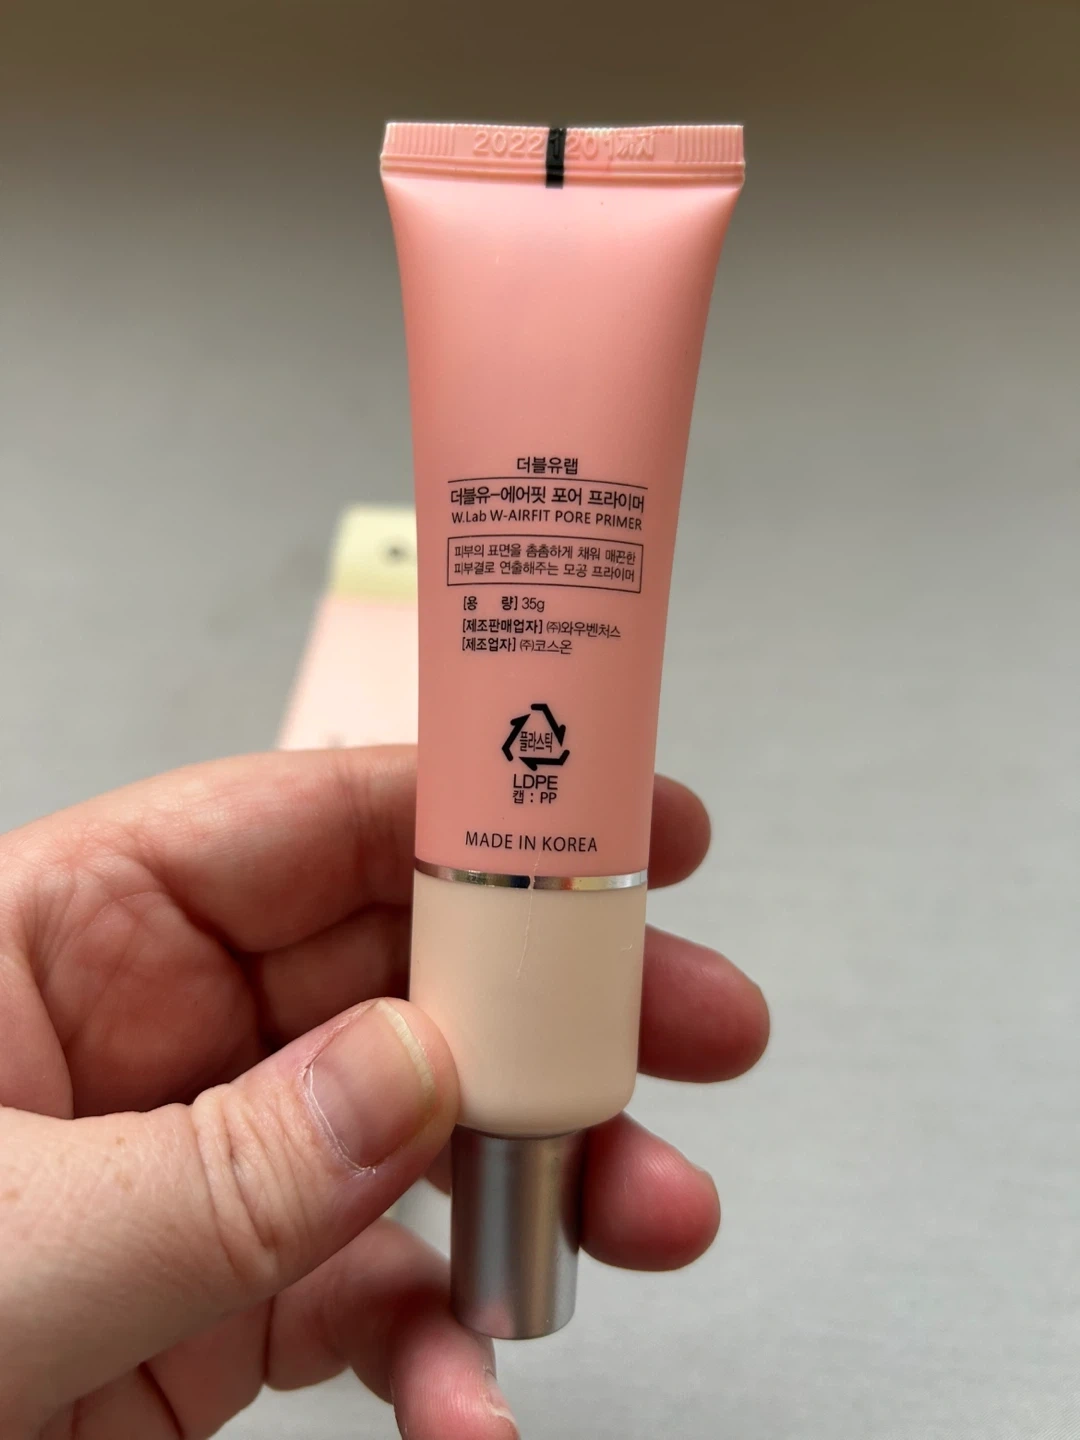 20221201까지
더블유랩
더블유-에어핏 포어 프라이머
W.Lab W-AIRFIT PORE PRIMER
피부의 표면을 촘촘하게 채워 매끈한
피부결로 연출해주는 모공 프라이머
[용 량] 35g
[제조판매업자] ㈜와우벤처스
[제조업자] ㈜코스온
플라스틱
LDPE
캡 : PP
MADE IN KOREA